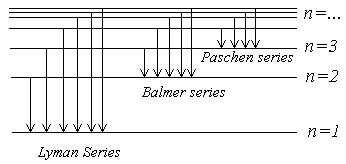 n=...
n=3
Paschen series
n=2
Balmer series
n=1
Lyman Series